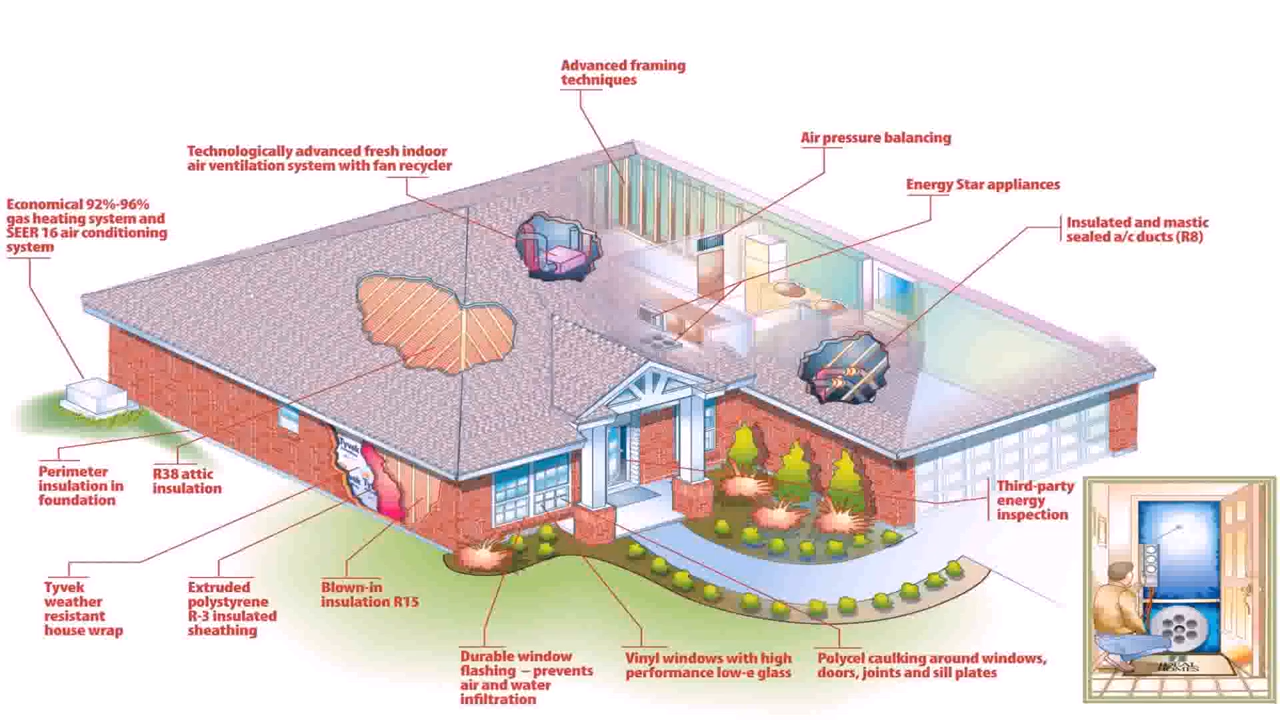 Advanced framing
techniques
Air pressure balancing
Technologically advanced fresh indoor
air ventilation system with fan recycler
Energy Star appliances
Economical 92%-96%
gas heating system and
SEER 16 air conditioning
system
Insulated and mastic
sealed a/c ducts (R8)
Perimeter
insulation in
foundation
R38 attic
insulation
Tyvek
Third-party
energy
inspection
Tyvek
weather
resistant
house wrap
Extruded
polystyrene
R-3 insulated
sheathing
Blown-in
insulation R15
Durable window
flashing – prevents
air and water
infiltration
Vinyl windows with high
performance low-e glass
Polycel caulking around windows,
doors, joints and sill plates
HOMES